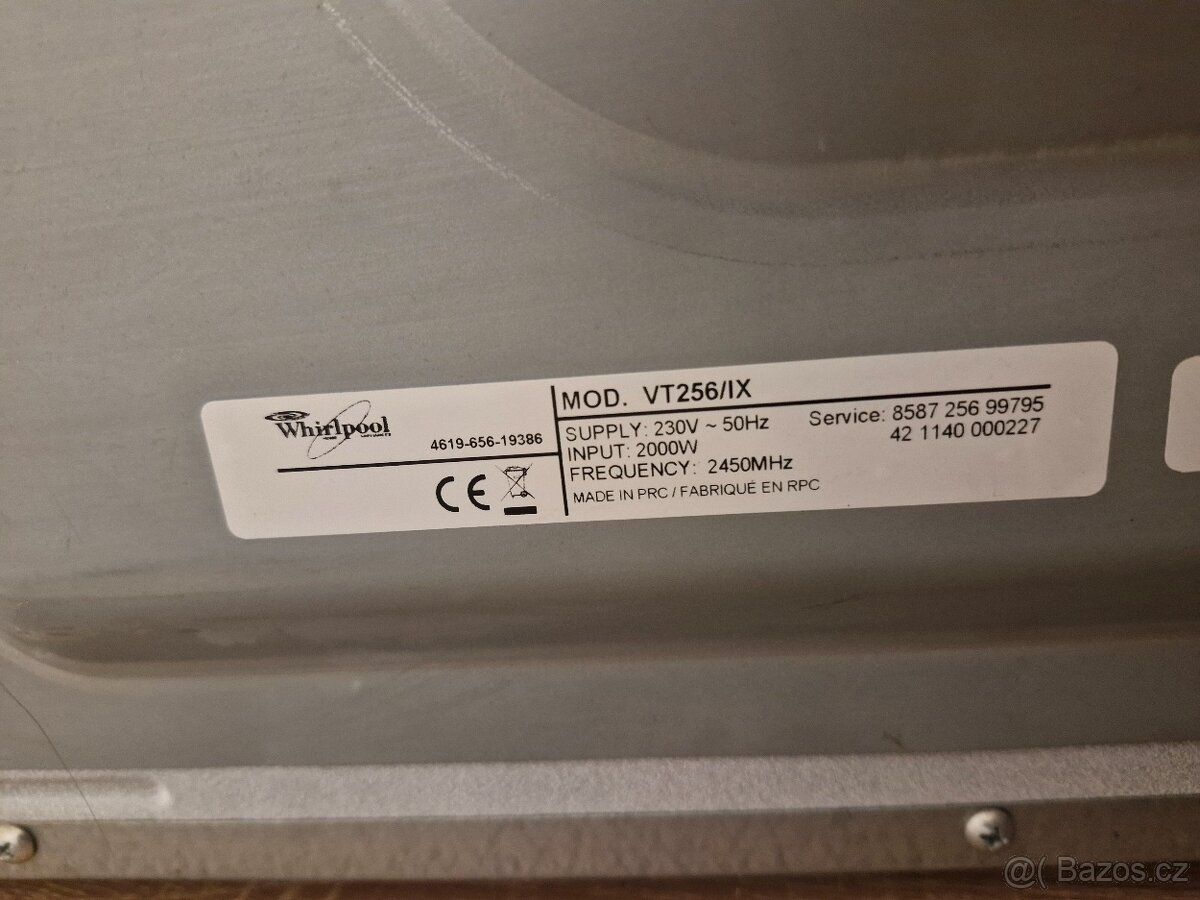 Whirlpool
4619-656-19386
CE
MOD. VT256/IX
SUPPLY: 230V ~ 50Hz
INPUT: 2000W
FREQUENCY: 2450MHz
MADE IN PRC / FABRIQUÉ EN RPC
Service: 8587 256 99795
42 1140 000227
@( Bazos.cz